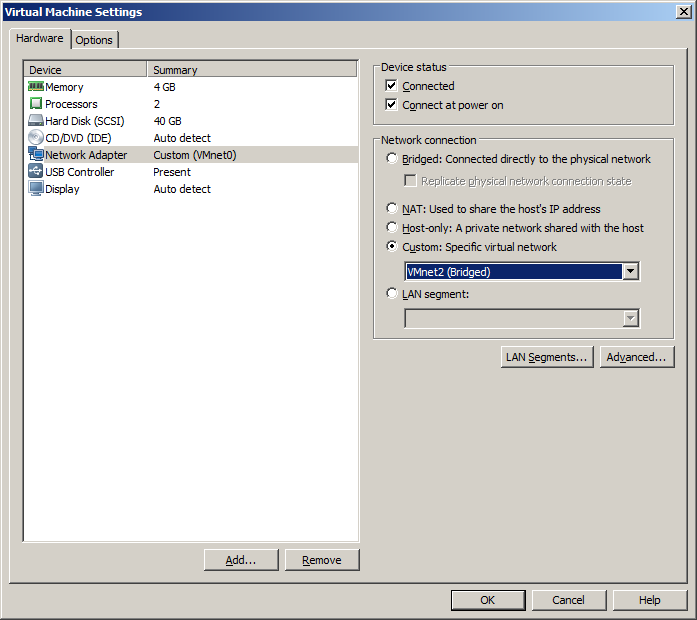 Virtual Machine Settings
Hardware Options
Device Summary
Memory 4 GB
Processors 2
Hard Disk (SCSI) 40 GB
CD/DVD (IDE) Auto detect
Network Adapter Custom (VMnet0)
USB Controller Present
Display Auto detect
Add... Remove
Device status
Connected
Connect at power on
Network connection
Bridged: Connected directly to the physical network
Replicate physical network connection state
NAT: Used to share the host's IP address
Host-only: A private network shared with the host
Custom: Specific virtual network
VMnet2 (Bridged)
LAN segment:
LAN Segments... Advanced...
OK Cancel Help